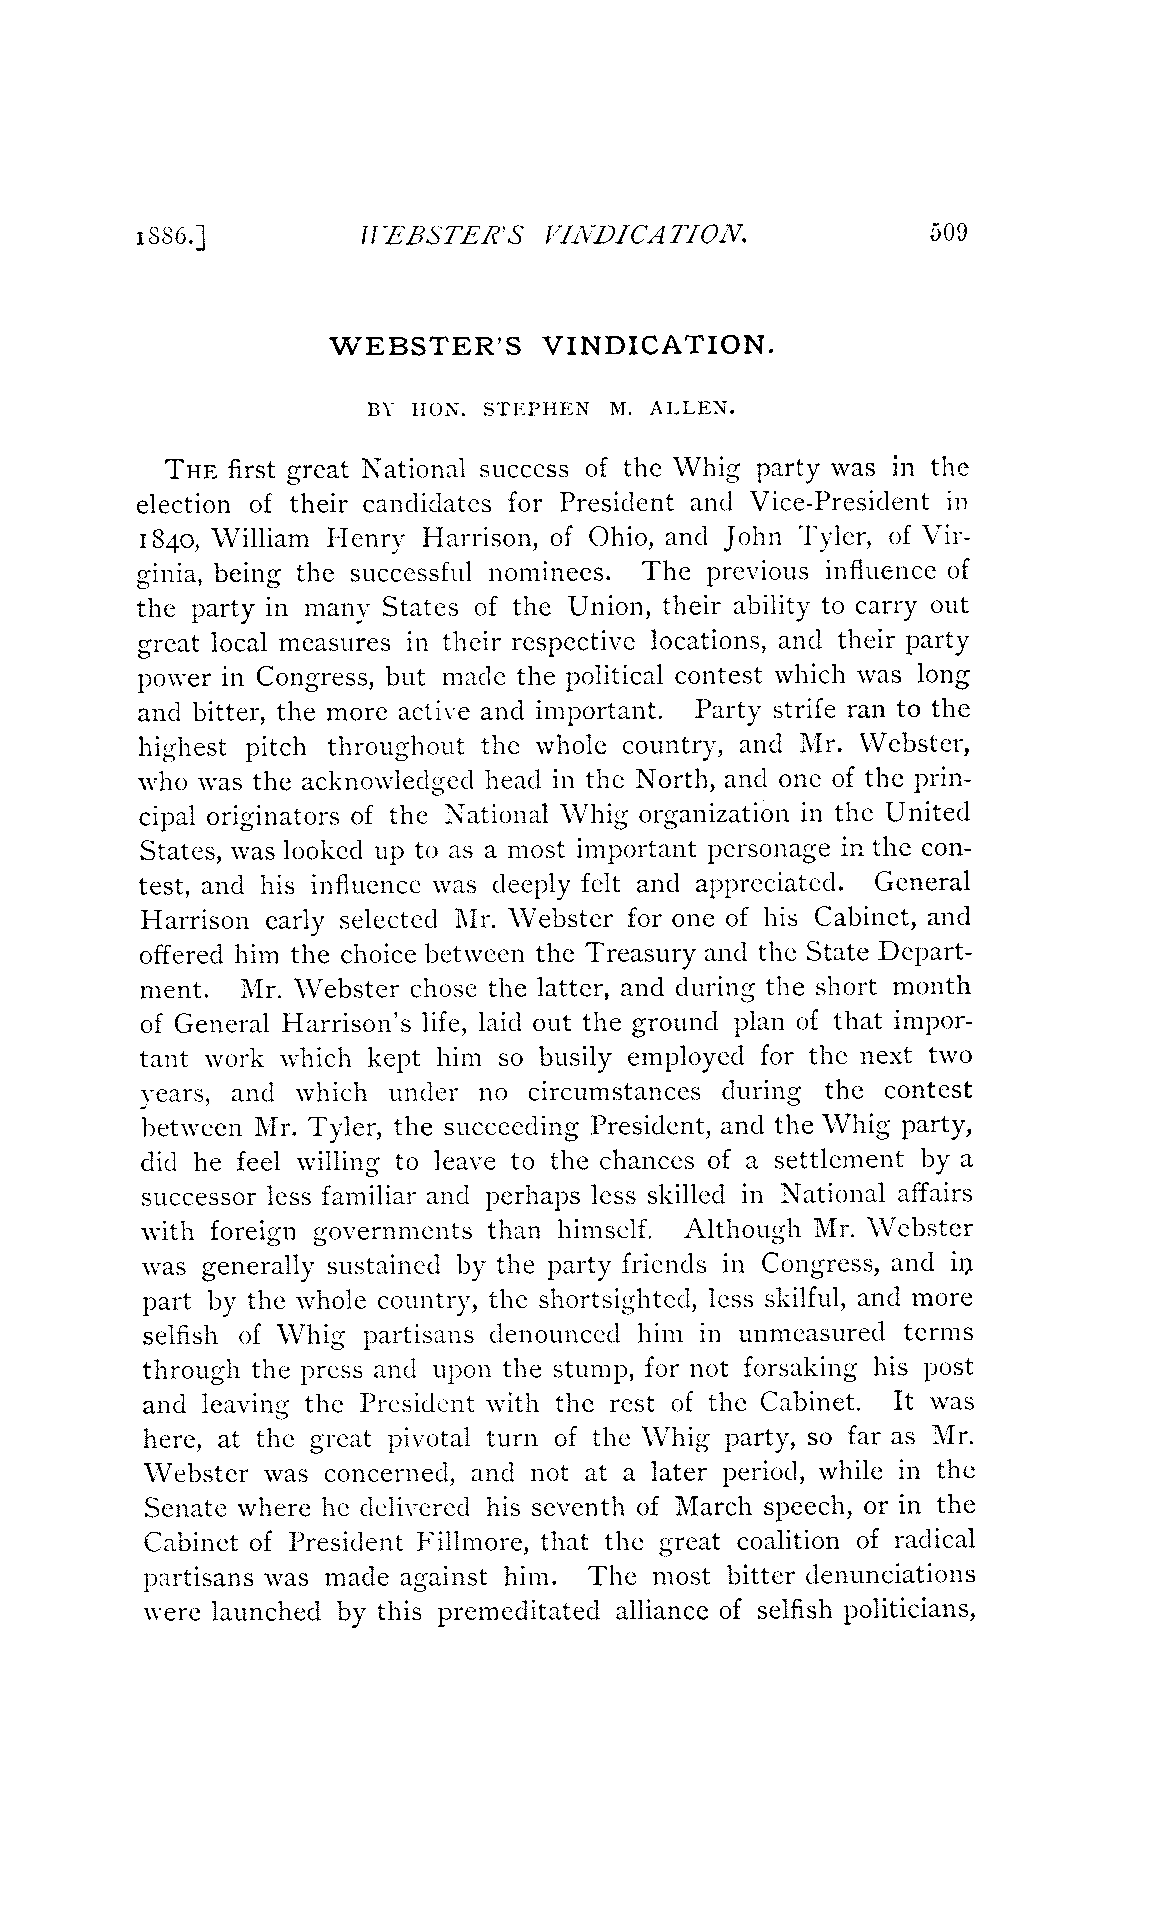 1886.] WEBSTER'S VINDICATION. 509
WEBSTER'S VINDICATION.
BY HON. STEPHEN M. ALLEN.
THE first great National success of the Whig party was in the
election of their candidates for President and Vice-President in
1840, William Henry Harrison, of Ohio, and John Tyler, of Vir-
ginia, being the successful nominees. The previous influence of
the party in many States of the Union, their ability to carry out
great local measures in their respective locations, and their party
power in Congress, but made the political contest which was long
and bitter, the more active and important. Party strife ran to the
highest pitch throughout the whole country, and Mr. Webster,
who was the acknowledged head in the North, and one of the prin-
cipal originators of the National Whig organization in the United
States, was looked up to as a most important personage in the con-
test, and his influence was deeply felt and appreciated. General
Harrison early selected Mr. Webster for one of his Cabinet, and
offered him the choice between the Treasury and the State Depart-
ment. Mr. Webster chose the latter, and during the short month
of General Harrison's life, laid out the ground plan of that impor-
tant work which kept him so busily employed for the next two
years, and which under no circumstances during the contest
between Mr. Tyler, the succeeding President, and the Whig party,
did he feel willing to leave to the chances of a settlement by a
successor less familiar and perhaps less skilled in National affairs
with foreign governments than himself. Although Mr. Webster
was generally sustained by the party friends in Congress, and in
part by the whole country, the shortsighted, less skilful, and more
selfish of Whig partisans denounced him in unmeasured terms
through the press and upon the stump, for not forsaking his post
and leaving the President with the rest of the Cabinet. It was
here, at the great pivotal turn of the Whig party, so far as Mr.
Webster was concerned, and not at a later period, while in the
Senate where he delivered his seventh of March speech, or in the
Cabinet of President Fillmore, that the great coalition of radical
partisans was made against him. The most bitter denunciations
were launched by this premeditated alliance of selfish politicians,